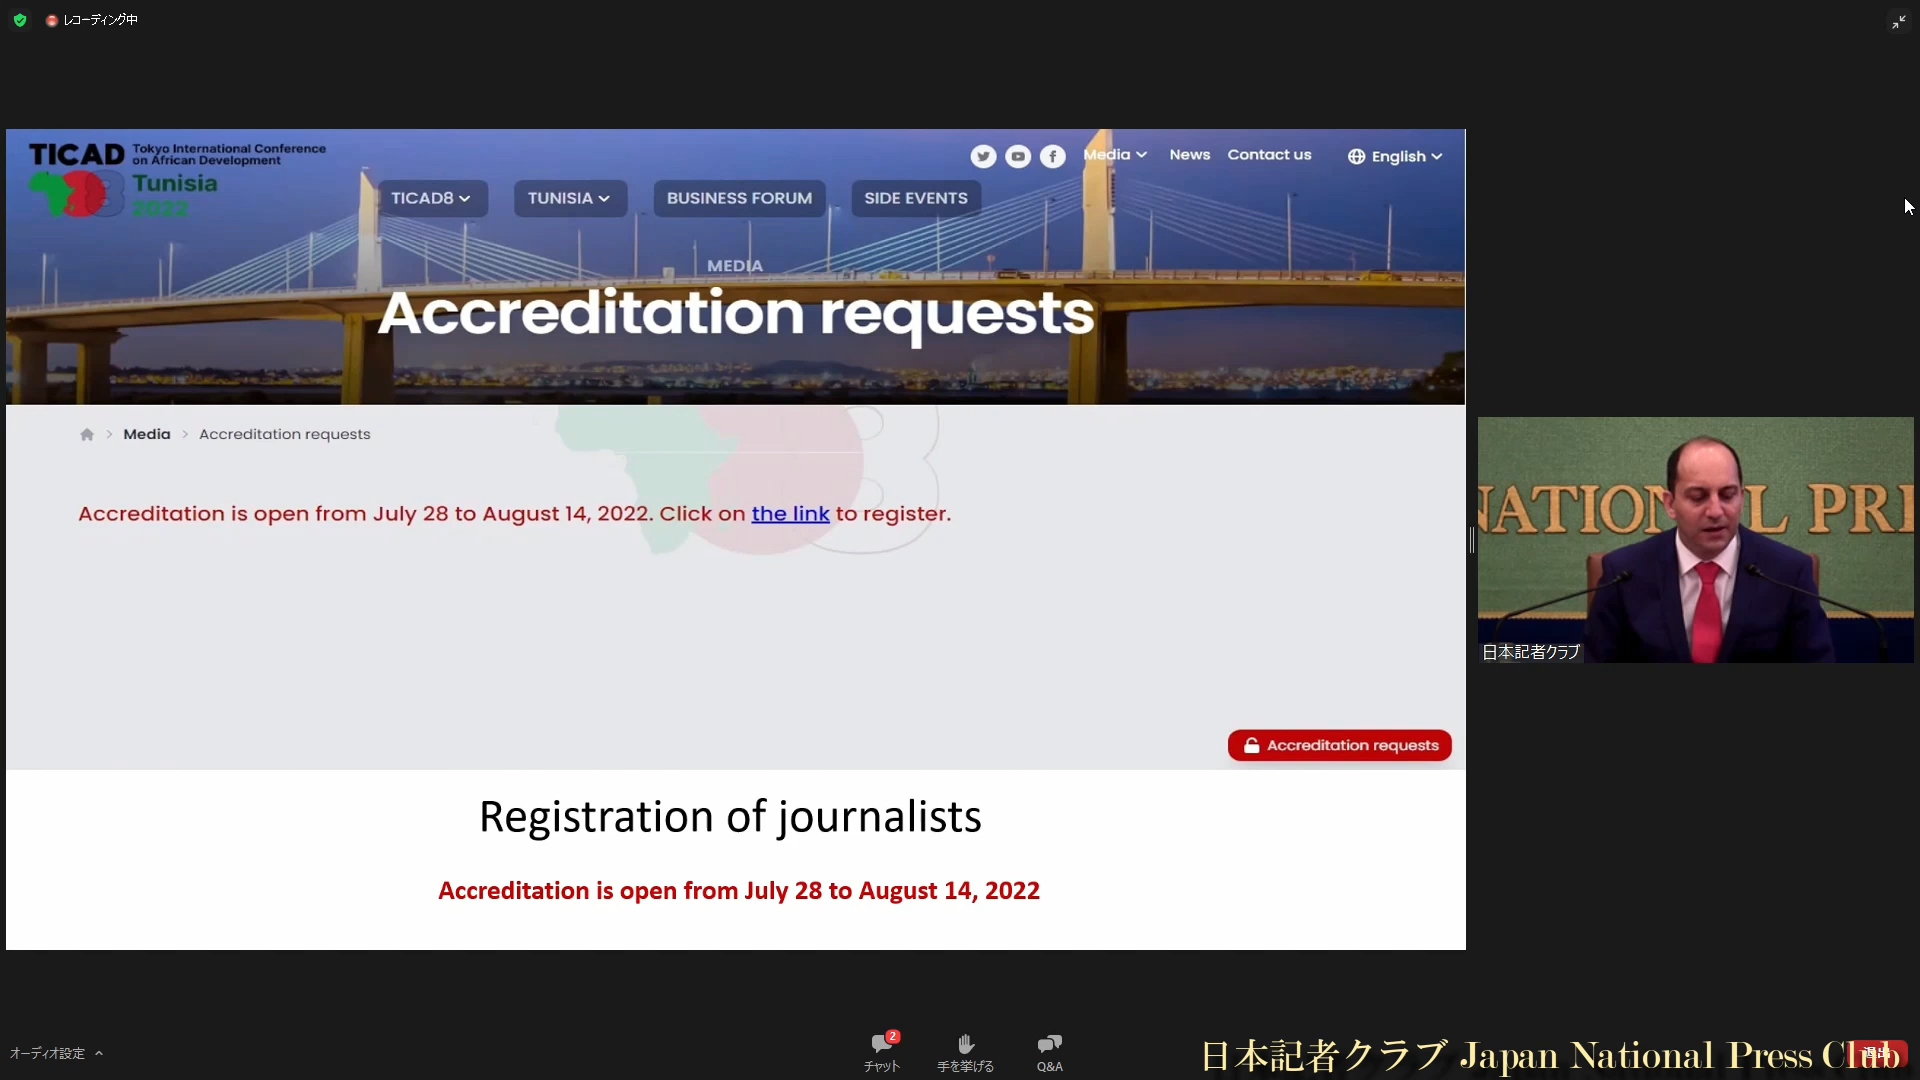 レコーディング中
TICAD Tokyo International Conference
on African Development
Tunisia
2022
Media
News
Contact us
English
TICAD8
TUNISIA
BUSINESS FORUM
SIDE EVENTS
MEDIA
Accreditation requests
Media > Accreditation requests
Accreditation is open from July 28 to August 14, 2022. Click on the link to register.
Accreditation requests
Registration of journalists
Accreditation is open from July 28 to August 14, 2022
NATIONAL PRE
日本記者クラブ
オーディオ設定
2
チャット
手を挙げる
Q&A
日本記者クラブ Japan National Press Club
退出